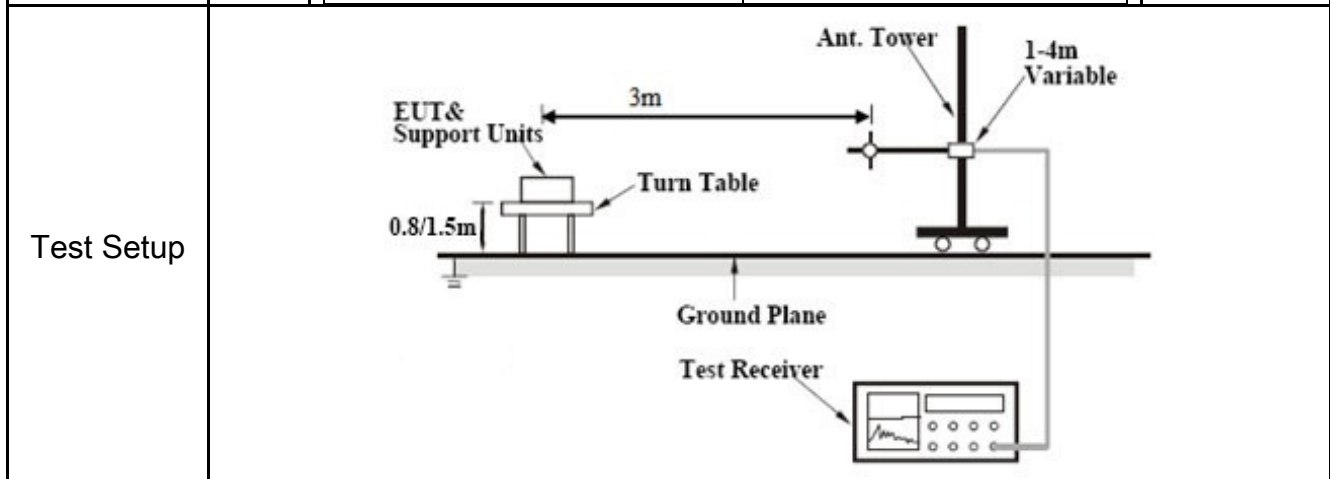 Test Setup
Ant. Tower
1-4m
Variable
3m
EUT&
Support Units
Turn Table
0.8/1.5m
Ground Plane
Test Receiver